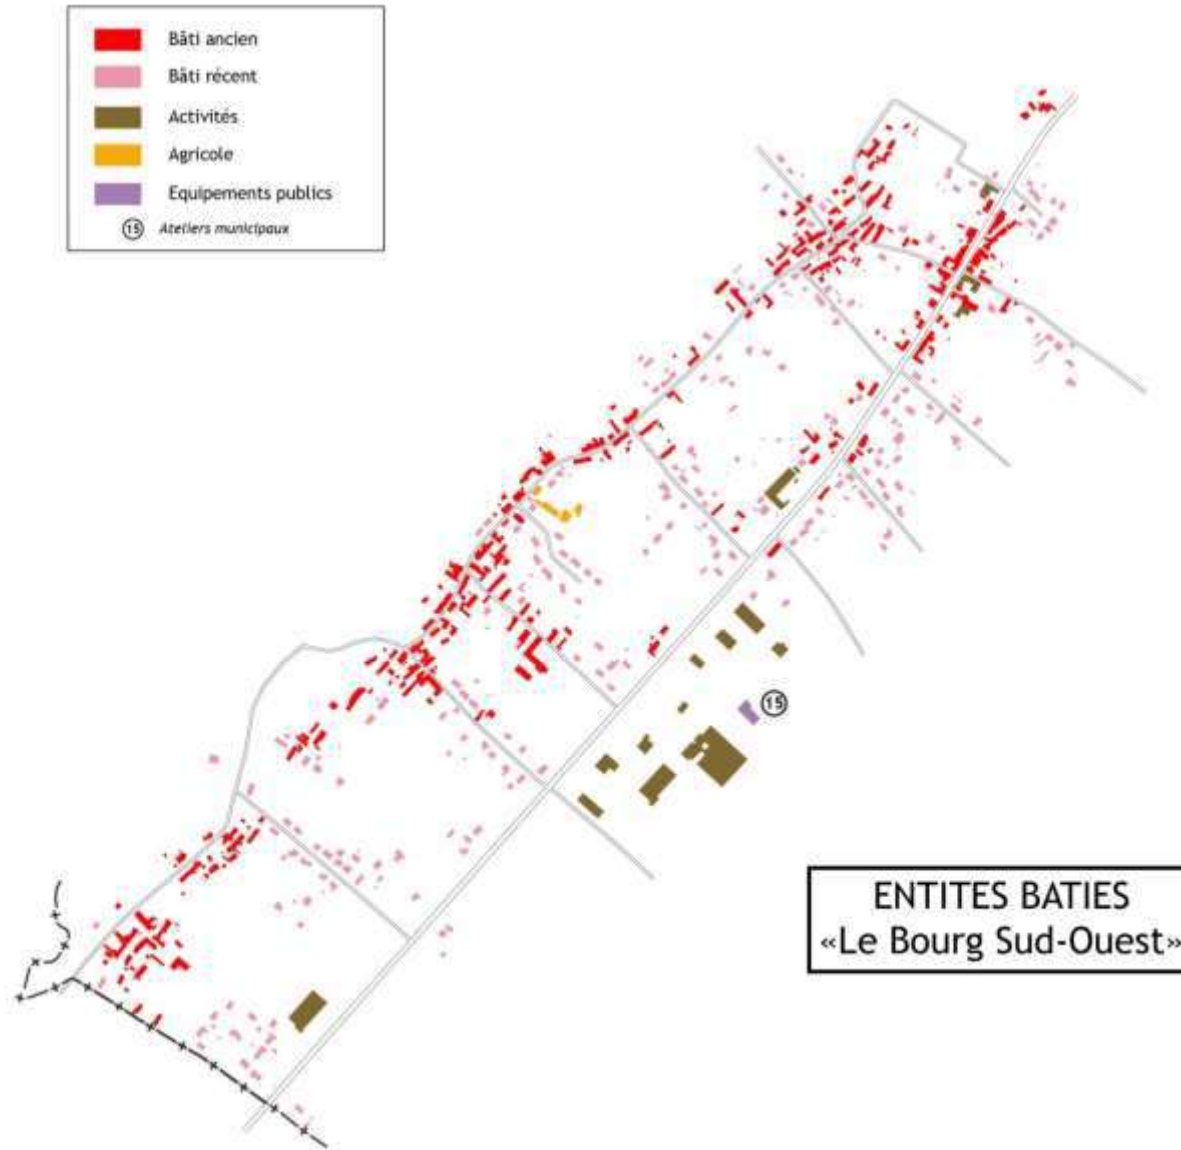 Bâti ancien
Bâti récent
Activités
Agricole
Equipements publics
15 Ateliers municipaux
15
ENTITES BATIES
«Le Bourg Sud-Ouest»